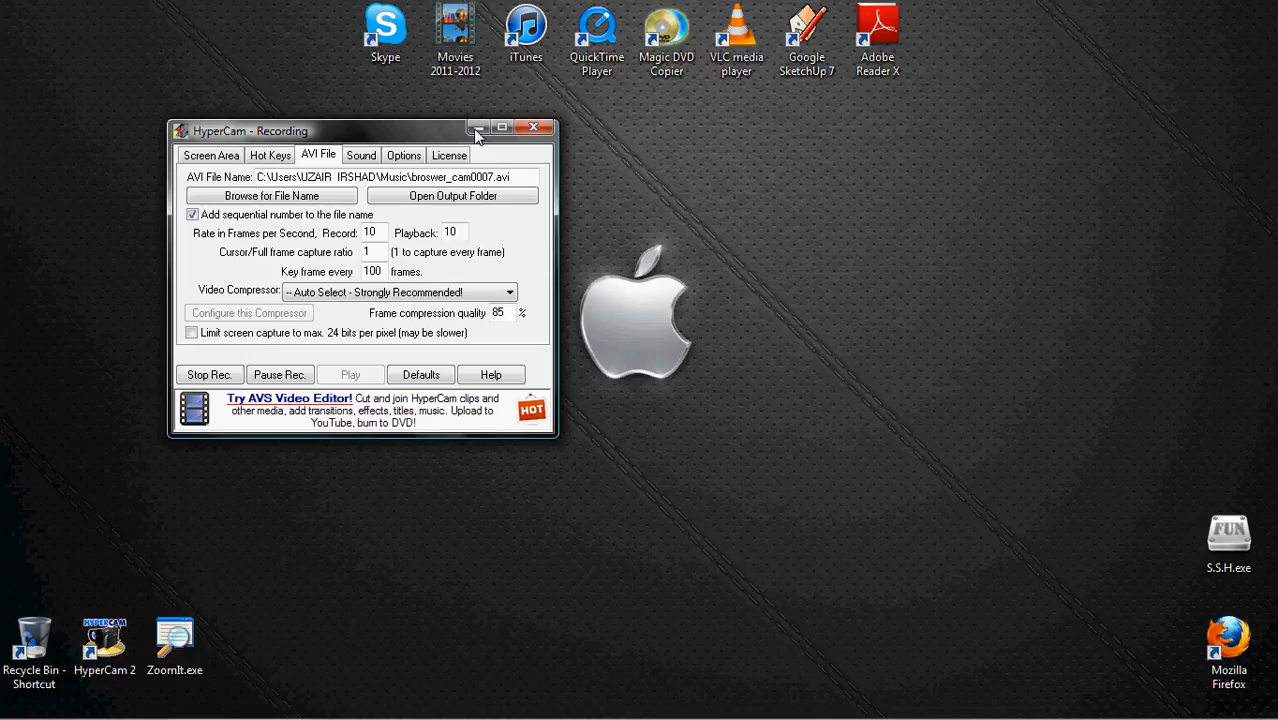 Skype
Movies
2011-2012
iTunes
QuickTime
Player
Magic DVD
Copier
VLC media
player
Google
SketchUp 7
Adobe
Reader X
HyperCam - Recording
Screen Area
Hot Keys
AVI File
Sound
Options
License
AVI File Name: C:\Users\UZAIR IRSHAD\Music\broswer_cam0007.avi
Browse for File Name
Open Output Folder
Add sequential number to the file name
Rate in Frames per Second, Record: 10 Playback: 10
Cursor/Full frame capture ratio 1 (1 to capture every frame)
Key frame every 100 frames.
Video Compressor: -- Auto Select - Strongly Recommended!
Configure this Compressor
Frame compression quality 85 %
Limit screen capture to max. 24 bits per pixel (may be slower)
Stop Rec.
Pause Rec.
Play
Defaults
Help
Try AVS Video Editor! Cut and join HyperCam clips and
other media, add transitions, effects, titles, music. Upload to
YouTube, burn to DVD!
HOT
FUN
S.S.H.exe
Recycle Bin -
Shortcut
HYPERCAM
HyperCam 2
ZoomIt.exe
Mozilla
Firefox